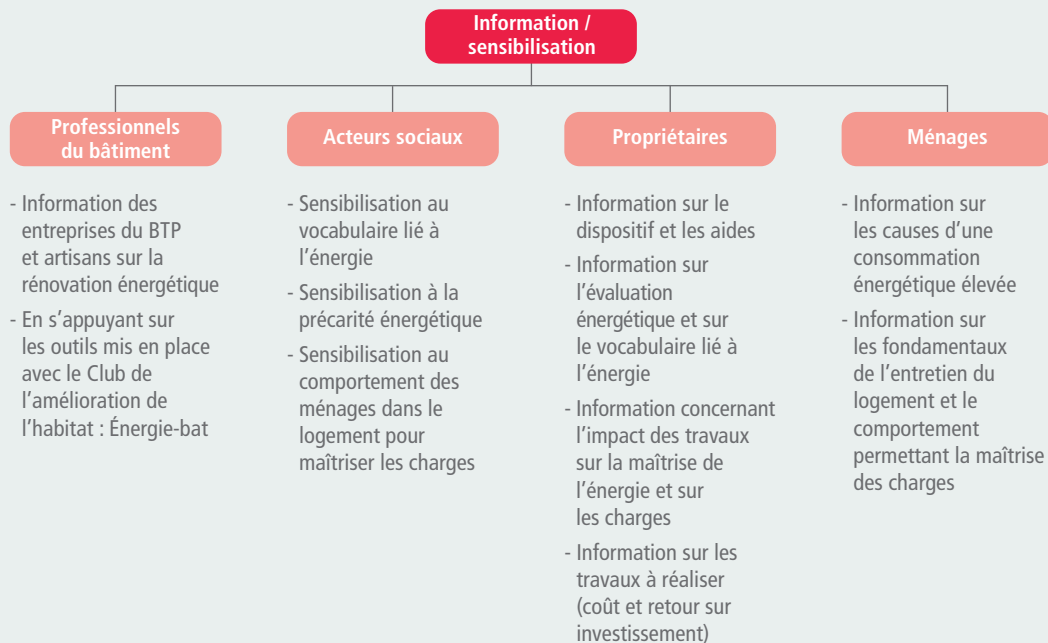 Information /
sensibilisation
Professionnels
du bâtiment
- Information des
entreprises du BTP
et artisans sur la
rénovation énergétique
- En s'appuyant sur
les outils mis en place
avec le Club de
l'amélioration de
l'habitat : Énergie-bat
Acteurs sociaux
- Sensibilisation au
vocabulaire lié à
l'énergie
- Sensibilisation à la
précarité énergétique
- Sensibilisation au
comportement des
ménages dans le
logement pour
maîtriser les charges
Propriétaires
- Information sur le
dispositif et les aides
- Information sur
l'évaluation
énergétique et sur
le vocabulaire lié à
l'énergie
- Information concernant
l'impact des travaux
sur la maîtrise de
l'énergie et sur
les charges
- Information sur les
travaux à réaliser
(coût et retour sur
investissement)
Ménages
- Information sur
les causes d'une
consommation
énergétique élevée
- Information sur
les fondamentaux
de l'entretien du
logement et le
comportement
permettant la maîtrise
des charges